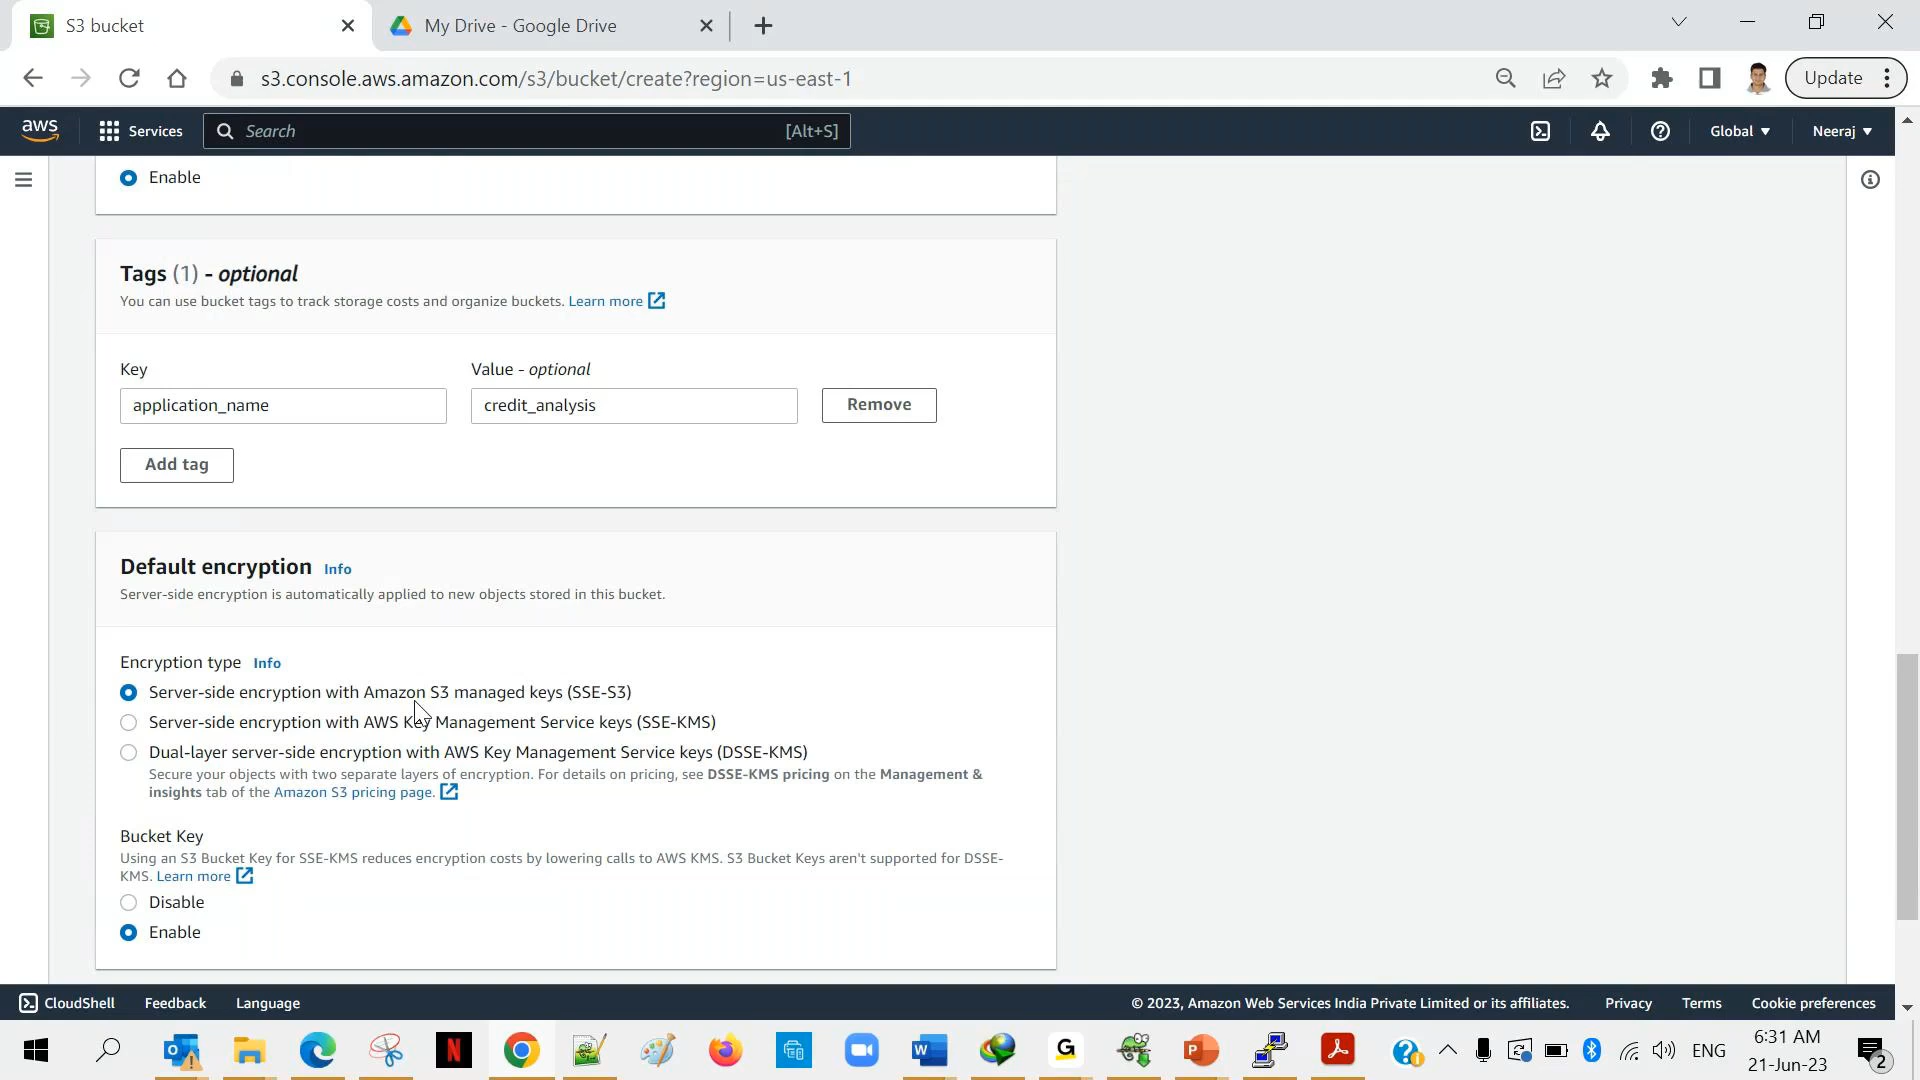 S3 bucket
My Drive - Google Drive
s3.console.aws.amazon.com/s3/bucket/create?region=us-east-1
Update
aws
Services
Search
[Alt+S]
Global
Neeraj
Enable
Tags (1) - optional
You can use bucket tags to track storage costs and organize buckets. Learn more
Key
Value - optional
application_name
credit_analysis
Remove
Add tag
Default encryption Info
Server-side encryption is automatically applied to new objects stored in this bucket.
Encryption type Info
Server-side encryption with Amazon S3 managed keys (SSE-S3)
Server-side encryption with AWS Key Management Service keys (SSE-KMS)
Dual-layer server-side encryption with AWS Key Management Service keys (DSSE-KMS)
Secure your objects with two separate layers of encryption. For details on pricing, see DSSE-KMS pricing on the Management &
insights tab of the Amazon S3 pricing page.
Bucket Key
Using an S3 Bucket Key for SSE-KMS reduces encryption costs by lowering calls to AWS KMS. S3 Bucket Keys aren't supported for DSSE-
KMS. Learn more
Disable
Enable
CloudShell
Feedback
Language
© 2023, Amazon Web Services India Private Limited or its affiliates.
Privacy
Terms
Cookie preferences
ENG
6:31 AM
21-Jun-23
2